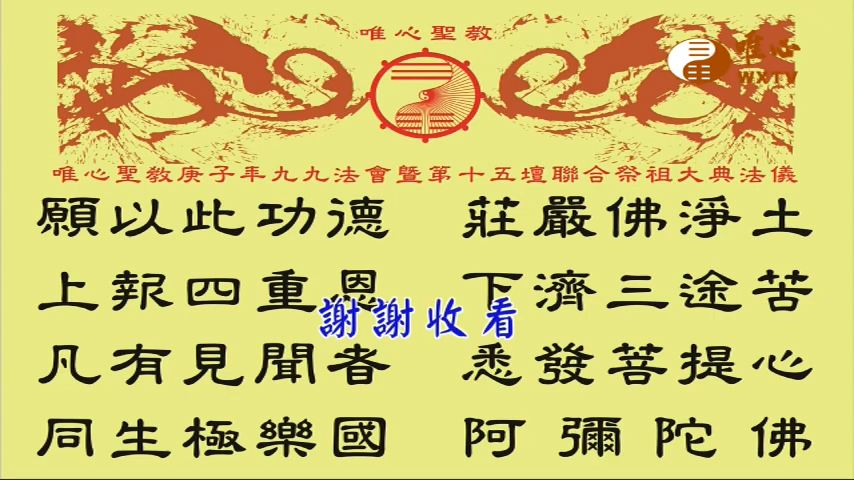 唯心聖教
唯心
WXTV
唯心聖教庚子年九九法會暨第十五壇聯合祭祖大典法儀
願以此功德 莊嚴佛淨土
上報四重恩 下濟三途苦
謝謝收看
凡有見聞者 悉發菩提心
同生極樂國 阿彌陀佛